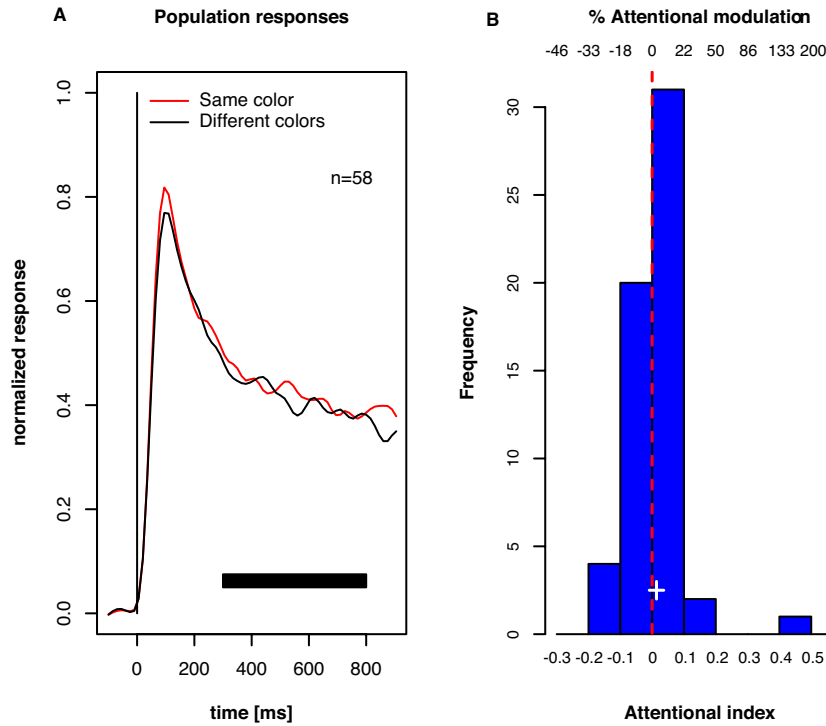 A
Population responses
Same color
Different colors
n=58
normalized response
0.0 0.2 0.4 0.6 0.8 1.0
0 200 400 600 800
time [ms]
B
% Attentional modulation
-46 -33 -18 0 22 50 86 133 200
Frequency
0 5 10 15 20 25 30
-0.3 -0.2 -0.1 0 0.1 0.2 0.3 0.4 0.5
Attentional index